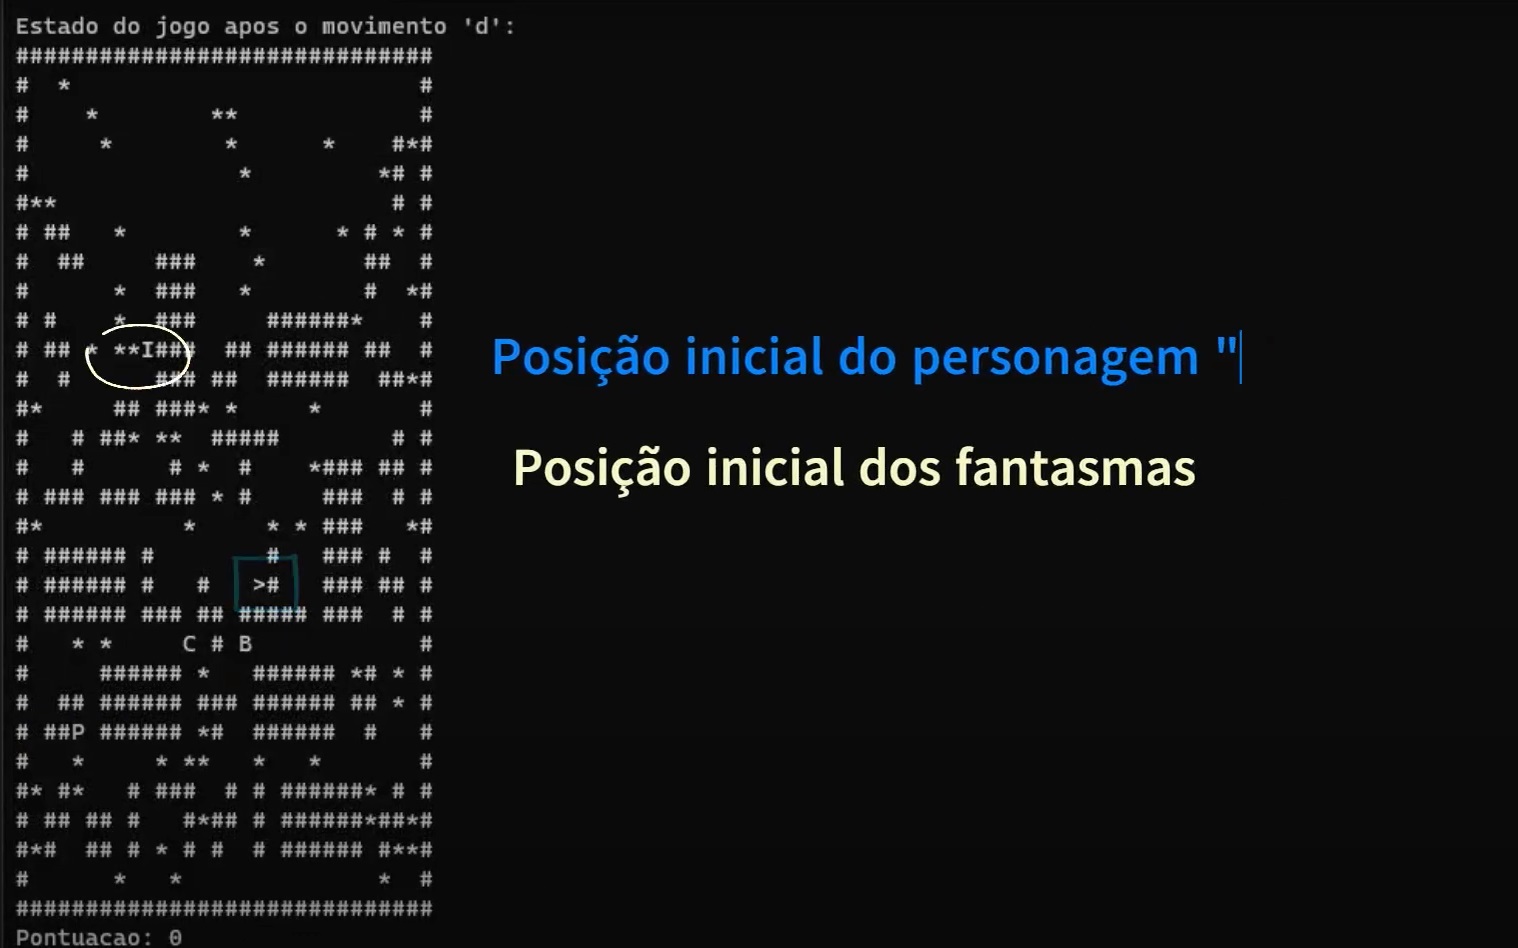 Estado do jogo apos o movimento 'd':
##############################
#  *                         #
#    *        **             #
#     *        *      *    #*#
#               *         *# #
#**                        # #
# ##   *        *      * # * #
#  ##     ###    *       ##  #
#      *  ###   *        #  *#
# #    *  ###     ######*    #
# ## * **I###  ## ###### ##  #
#  #      ### ##  ######  ##*#
#*     ## ###* *     *       #
#   # ##* **  #####        # #
#   #      # *  #    *### ## #
# ### ### ### * #     ###  # #
#*          *     * * ###   *#
# ###### #        #   ### #  #
# ###### #   #   >#   ### ## #
# ###### ### ## ##### ###  # #
#   * *     C # B            #
#     ###### *   ###### *# * #
#  ## ###### ### ###### ## * #
# ##P ###### *#  ######  #   #
#   *     * **   *   *       #
#* #*   # ###  # # ######* # #
# ## ## #   #*## # ######*##*#
#*#  ## # * # #  # ###### #**#
#      *   *              *  #
##############################
Pontuacao: 0
Posição inicial do personagem "
Posição inicial dos fantasmas